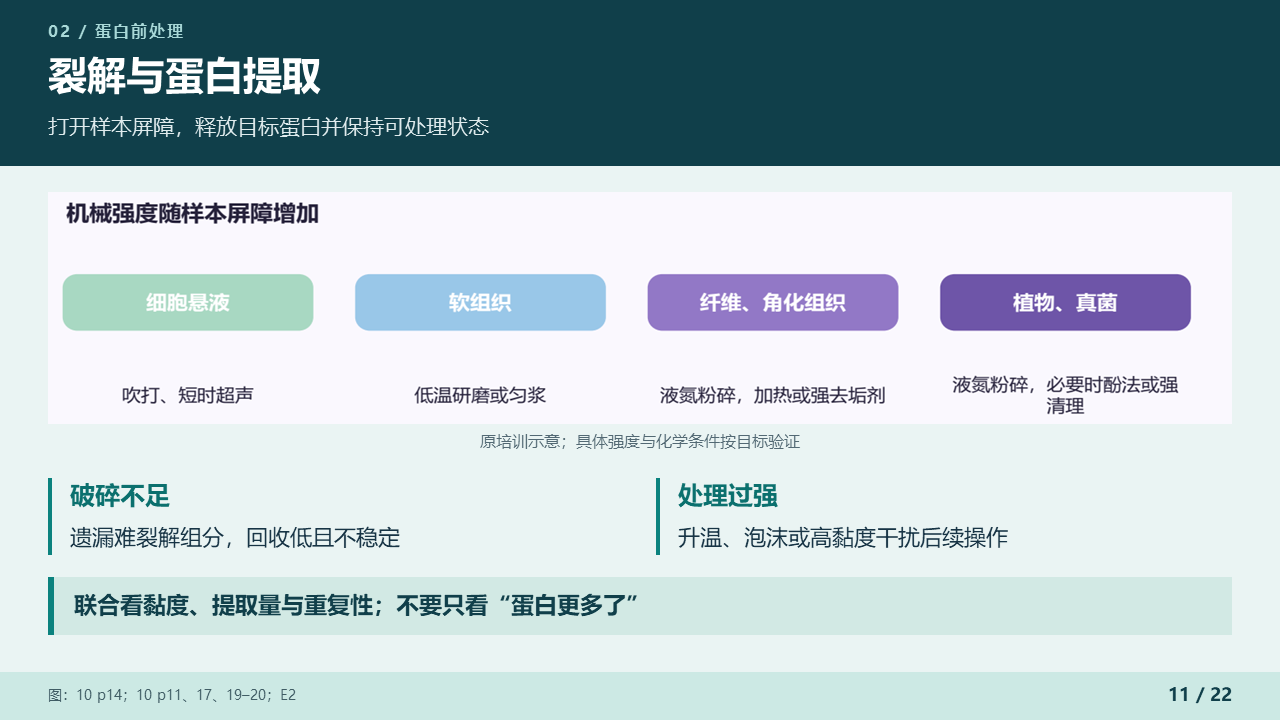 02 / 蛋白前处理
裂解与蛋白提取
打开样本屏障，释放目标蛋白并保持可处理状态
机械强度随样本屏障增加
细胞悬液
软组织
纤维、角化组织
植物、真菌
吹打、短时超声
低温研磨或匀浆
液氮粉碎，加热或强去垢剂
液氮粉碎，必要时酚法或强
清理
原培训示意；具体强度与化学条件按目标验证
破碎不足
遗漏难裂解组分，回收低且不稳定
处理过强
升温、泡沫或高黏度干扰后续操作
联合看黏度、提取量与重复性；不要只看“蛋白更多了”
图：10 p14；10 p11、17、19–20；E2
11 / 22